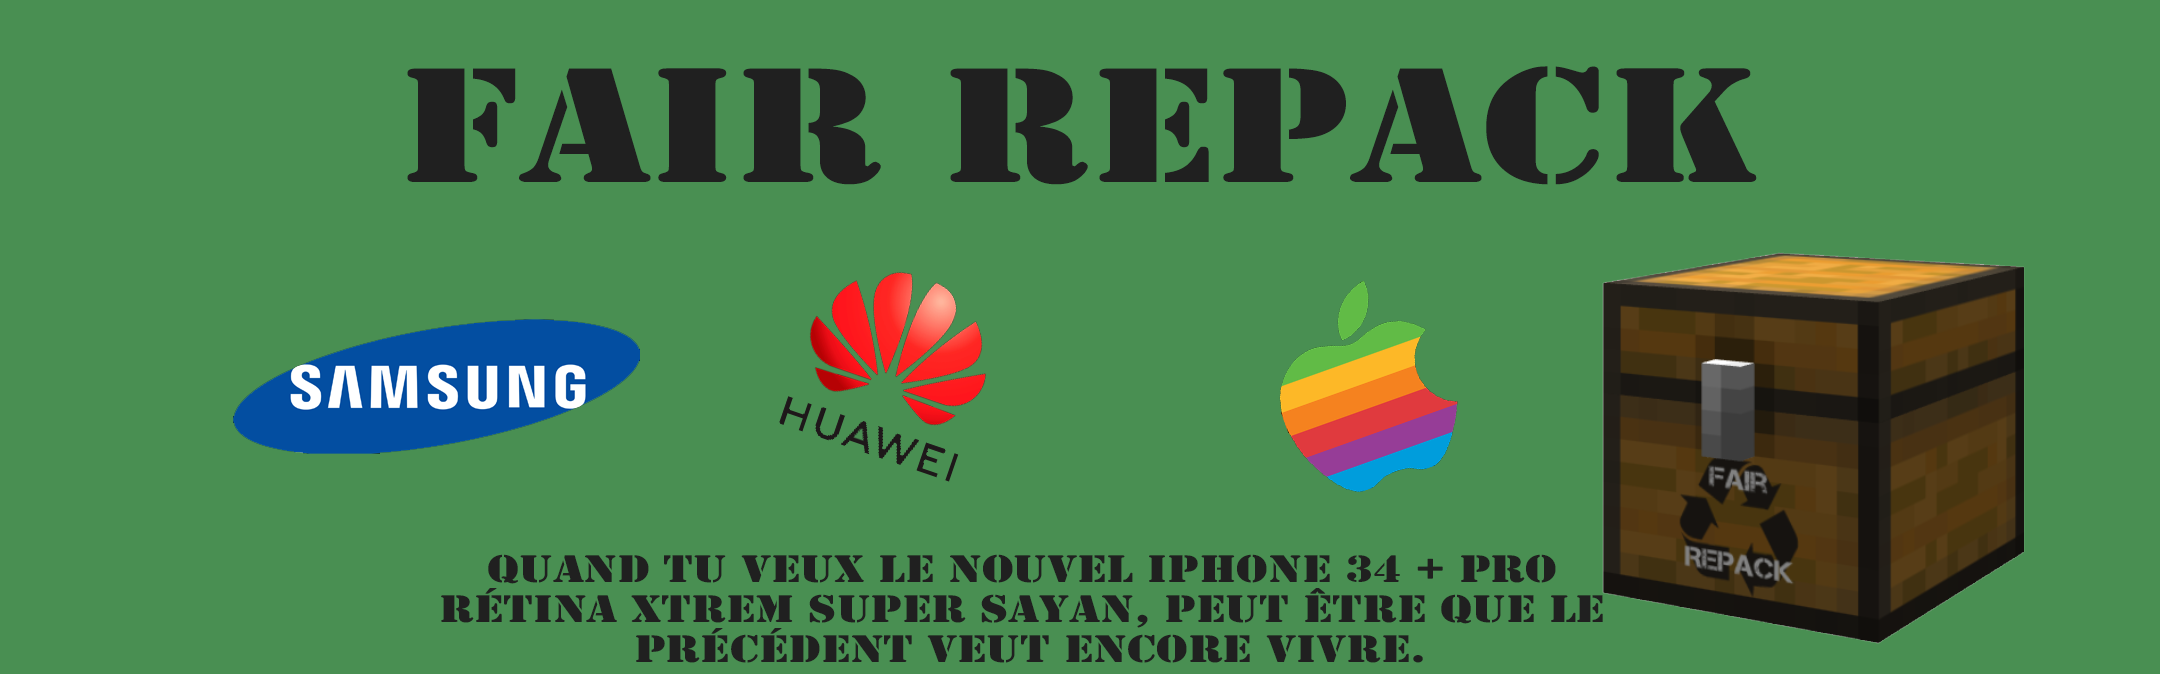 FAIR REPACK
SAMSUNG
HUAWEI
FAIR
REPACK
QUAND TU VEUX LE NOUVEL IPHONE 34 + PRO
RÉTINA XTREM SUPER SAYAN, PEUT ÊTRE QUE LE
PRÉCÉDENT VEUT ENCORE VIVRE.